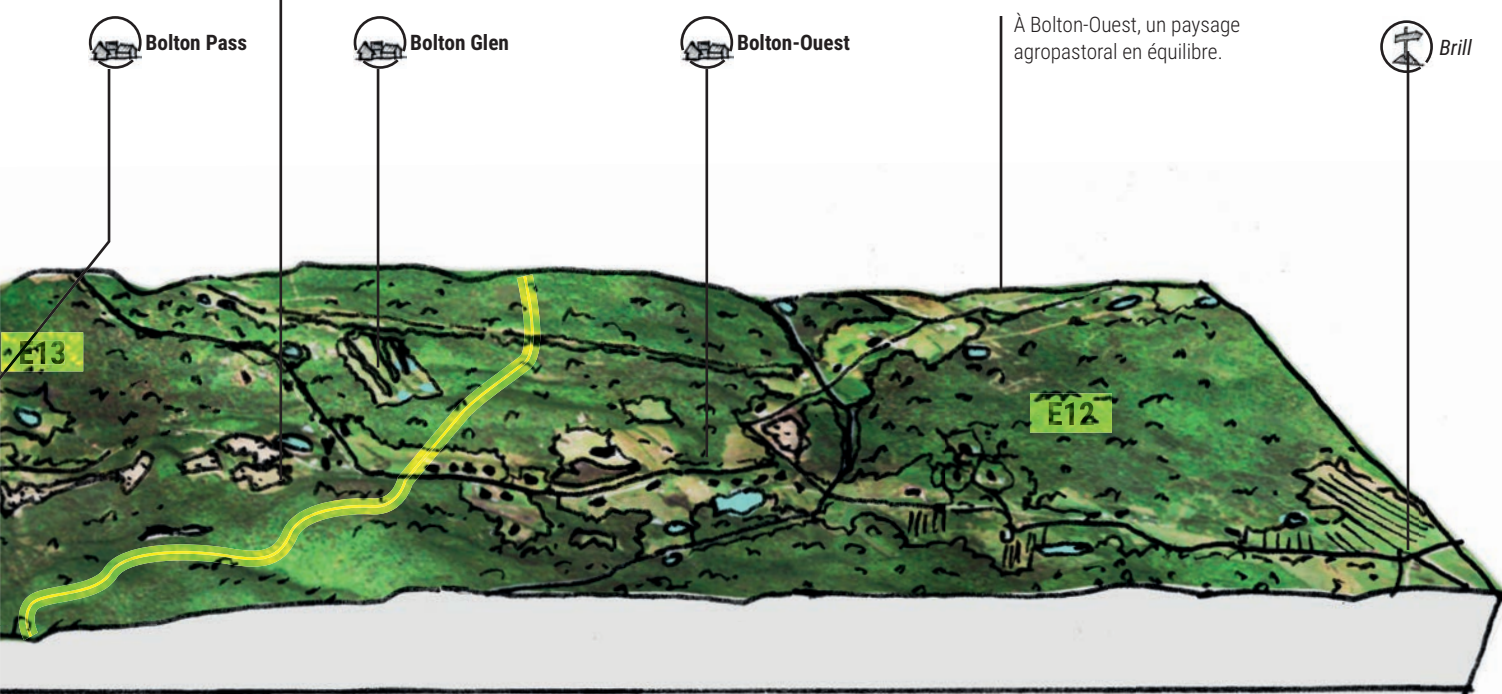 Bolton Pass
Bolton Glen
Bolton-Ouest
À Bolton-Ouest, un paysage
agropastoral en équilibre.
Brill
E13
E12